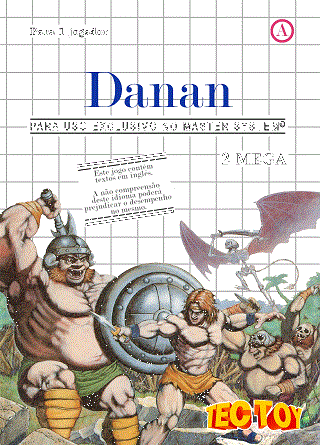 Para 1 jogador
A
Danan
PARA USO EXCLUSIVO NO MASTER SYSTEM®
2 MEGA
Este jogo contém
textos em inglês.
A não compreensão
deste idioma poderá
prejudicar o desempenho
no mesmo.
TEC TOY